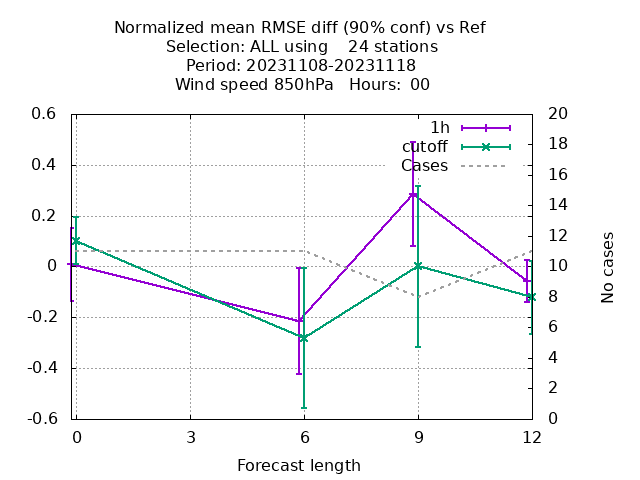 Normalized mean RMSE diff (90% conf) vs Ref
Selection: ALL using    24 stations
Period: 20231108-20231118
Wind speed 850hPa   Hours:  00
0.6
0.4
0.2
0
-0.2
-0.4
-0.6
1h
cutoff
Cases
20
18
16
14
12
10
8
6
4
2
0
No cases
0 3 6 9 12
Forecast length